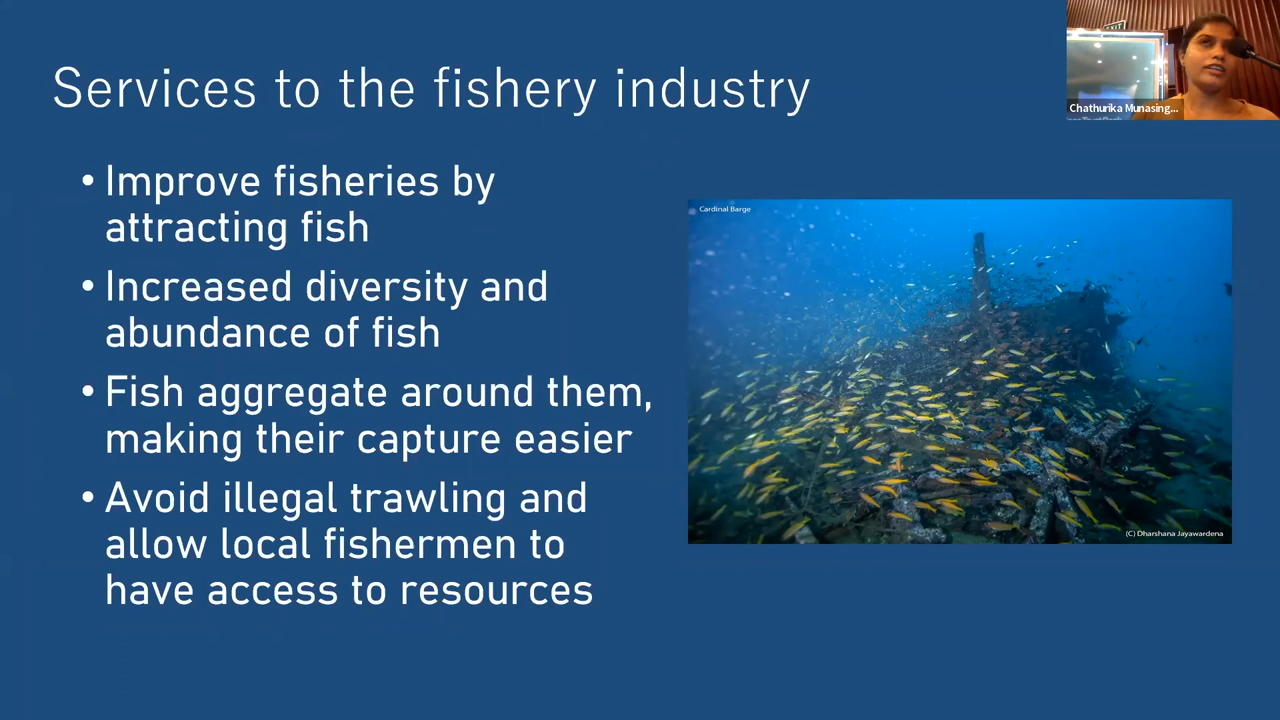 Services to the fishery industry
• Improve fisheries by
attracting fish
• Increased diversity and
abundance of fish
• Fish aggregate around them,
making their capture easier
• Avoid illegal trawling and
allow local fishermen to
have access to resources
Cardinal Barge
(C) Dharshana Jayawardena
EXIT
Chathurika Munasing...